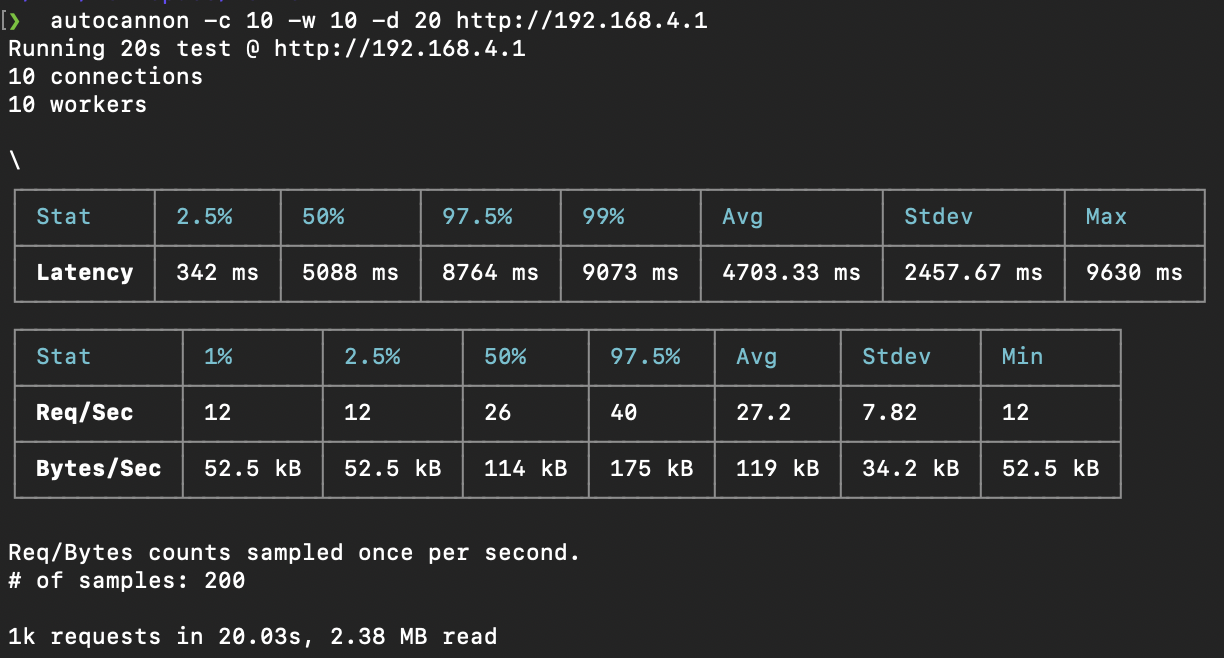 [❯ autocannon -c 10 -w 10 -d 20 http://192.168.4.1
Running 20s test @ http://192.168.4.1
10 connections
10 workers
\
Stat 2.5% 50% 97.5% 99% Avg Stdev Max
Latency 342 ms 5088 ms 8764 ms 9073 ms 4703.33 ms 2457.67 ms 9630 ms
Stat 1% 2.5% 50% 97.5% Avg Stdev Min
Req/Sec 12 12 26 40 27.2 7.82 12
Bytes/Sec 52.5 kB 52.5 kB 114 kB 175 kB 119 kB 34.2 kB 52.5 kB
Req/Bytes counts sampled once per second.
# of samples: 200
1k requests in 20.03s, 2.38 MB read